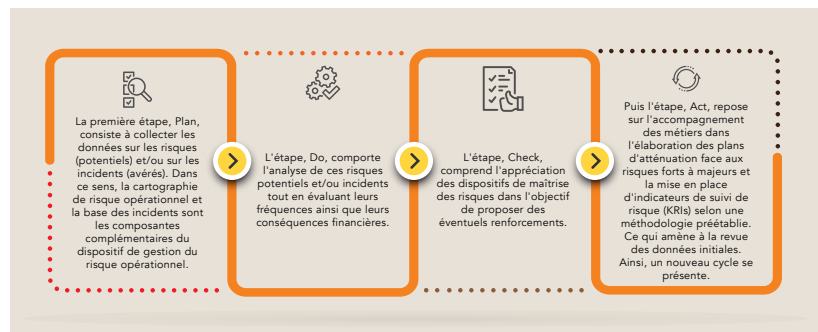 La première étape, Plan,
consiste à collecter les
données sur les risques
(potentiels) et/ou sur les
incidents (avérés). Dans
ce sens, la cartographie
de risque opérationnel et
la base des incidents sont
les composantes
complémentaires du
dispositif de gestion du
risque opérationnel.
L'étape, Do, comporte
l'analyse de ces risques
potentiels et/ou incidents
tout en évaluant leurs
fréquences ainsi que leurs
conséquences financières.
L'étape, Check,
comprend l'appréciation
des dispositifs de maîtrise
des risques dans l'objectif
de proposer des
éventuels renforcements.
Puis l'étape, Act, repose
sur l'accompagnement
des métiers dans
l'élaboration des plans
d'atténuation face aux
risques forts à majeurs et
la mise en place
d'indicateurs de suivi de
risque (KRIs) selon une
méthodologie préétablie.
Ce qui amène à la revue
des données initiales.
Ainsi, un nouveau cycle se
présente.